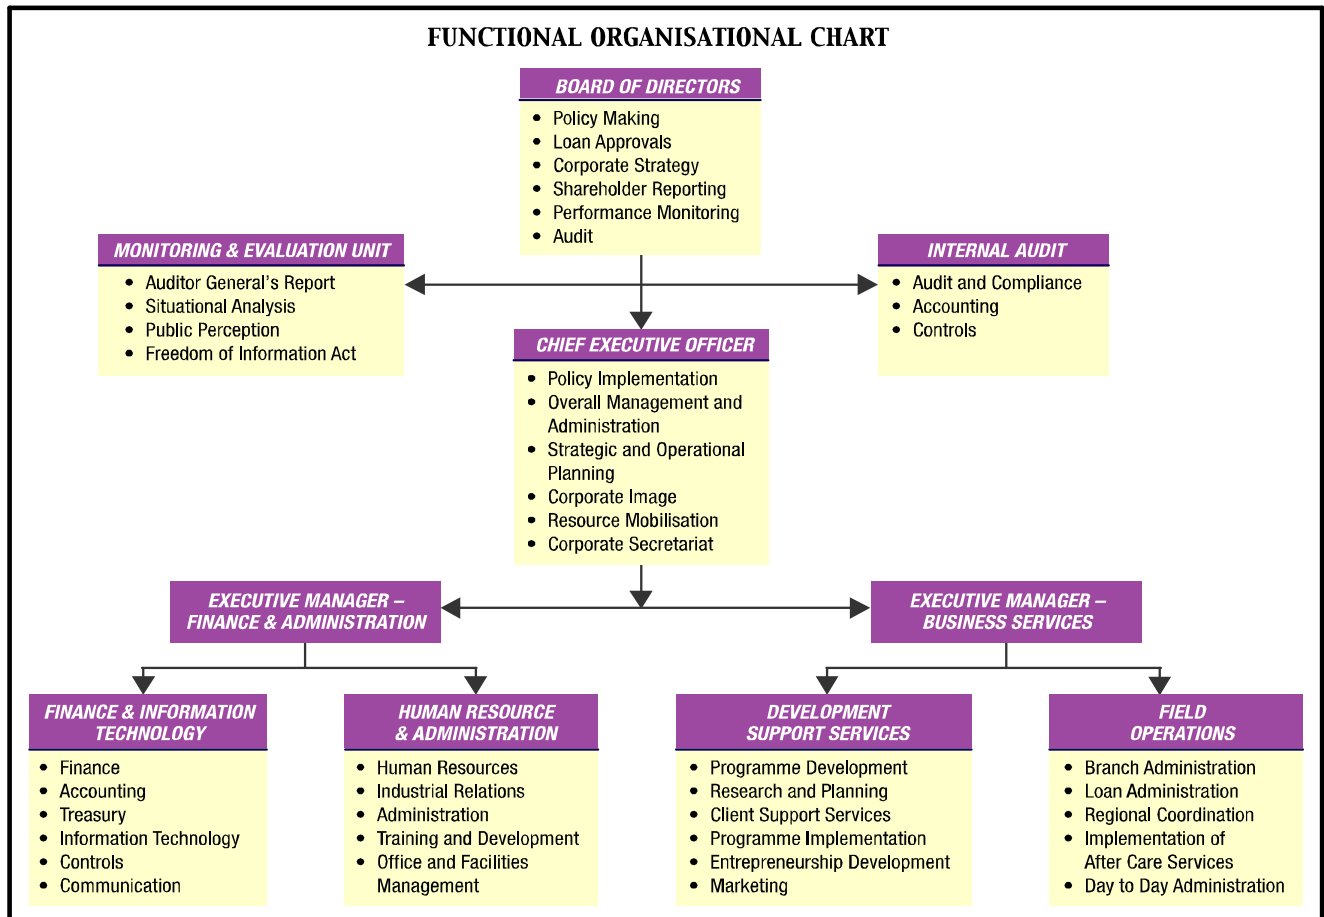 FUNCTIONAL ORGANISATIONAL CHART
BOARD OF DIRECTORS
• Policy Making
• Loan Approvals
• Corporate Strategy
• Shareholder Reporting
• Performance Monitoring
• Audit
MONITORING & EVALUATION UNIT
• Auditor General's Report
• Situational Analysis
• Public Perception
• Freedom of Information Act
INTERNAL AUDIT
• Audit and Compliance
• Accounting
• Controls
CHIEF EXECUTIVE OFFICER
• Policy Implementation
• Overall Management and
Administration
• Strategic and Operational
Planning
• Corporate Image
• Resource Mobilisation
• Corporate Secretariat
EXECUTIVE MANAGER –
FINANCE & ADMINISTRATION
EXECUTIVE MANAGER –
BUSINESS SERVICES
FINANCE & INFORMATION
TECHNOLOGY
• Finance
• Accounting
• Treasury
• Information Technology
• Controls
• Communication
HUMAN RESOURCE
& ADMINISTRATION
• Human Resources
• Industrial Relations
• Administration
• Training and Development
• Office and Facilities
Management
DEVELOPMENT
SUPPORT SERVICES
• Programme Development
• Research and Planning
• Client Support Services
• Programme Implementation
• Entrepreneurship Development
• Marketing
FIELD
OPERATIONS
• Branch Administration
• Loan Administration
• Regional Coordination
• Implementation of
After Care Services
• Day to Day Administration